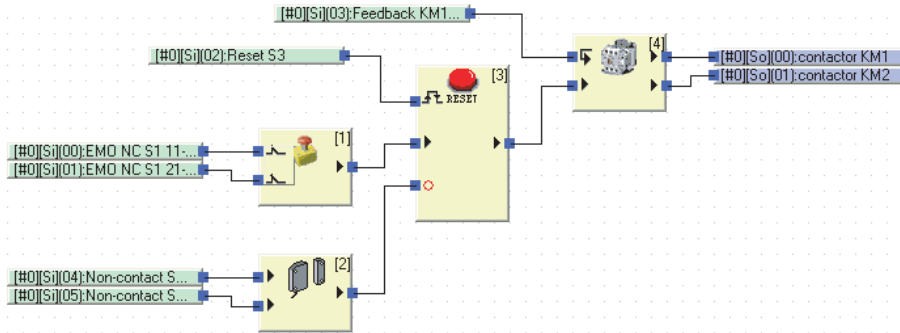 [#0][Si](03):Feedback KM1...
[4]
[#0][Si](02):Reset S3
[#0][So](00):contactor KM1
[#0][So](01):contactor KM2
[3]
RESET
[1]
[#0][Si](00):EMO NC S1 11-...
[#0][Si](01):EMO NC S1 21-...
[2]
[#0][Si](04):Non-contact S...
[#0][Si](05):Non-contact S...